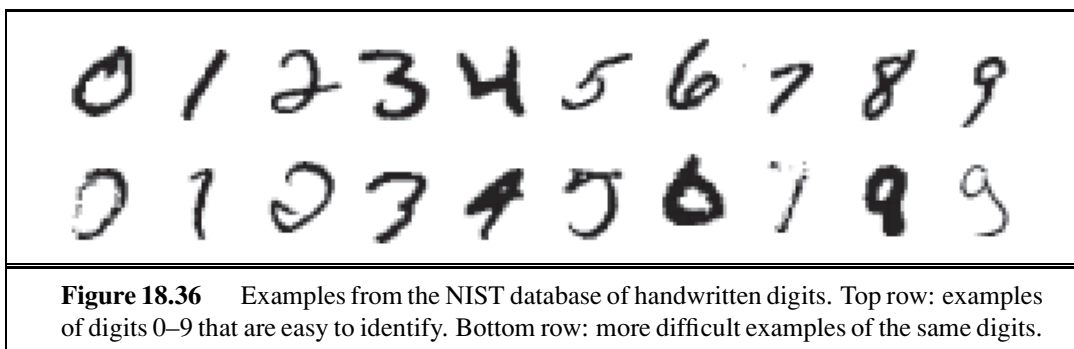 0 1 2 3 4 5 6 7 8 9
0 1 2 3 4 5 6 7 8 9
Figure 18.36 Examples from the NIST database of handwritten digits. Top row: examples
of digits 0–9 that are easy to identify. Bottom row: more difficult examples of the same digits.